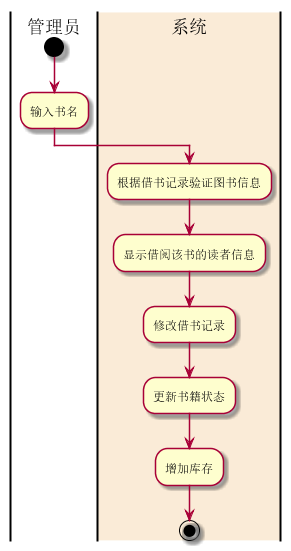 管理员
系统
输入书名
根据借书记录验证图书信息
显示借阅该书的读者信息
修改借书记录
更新书籍状态
增加库存